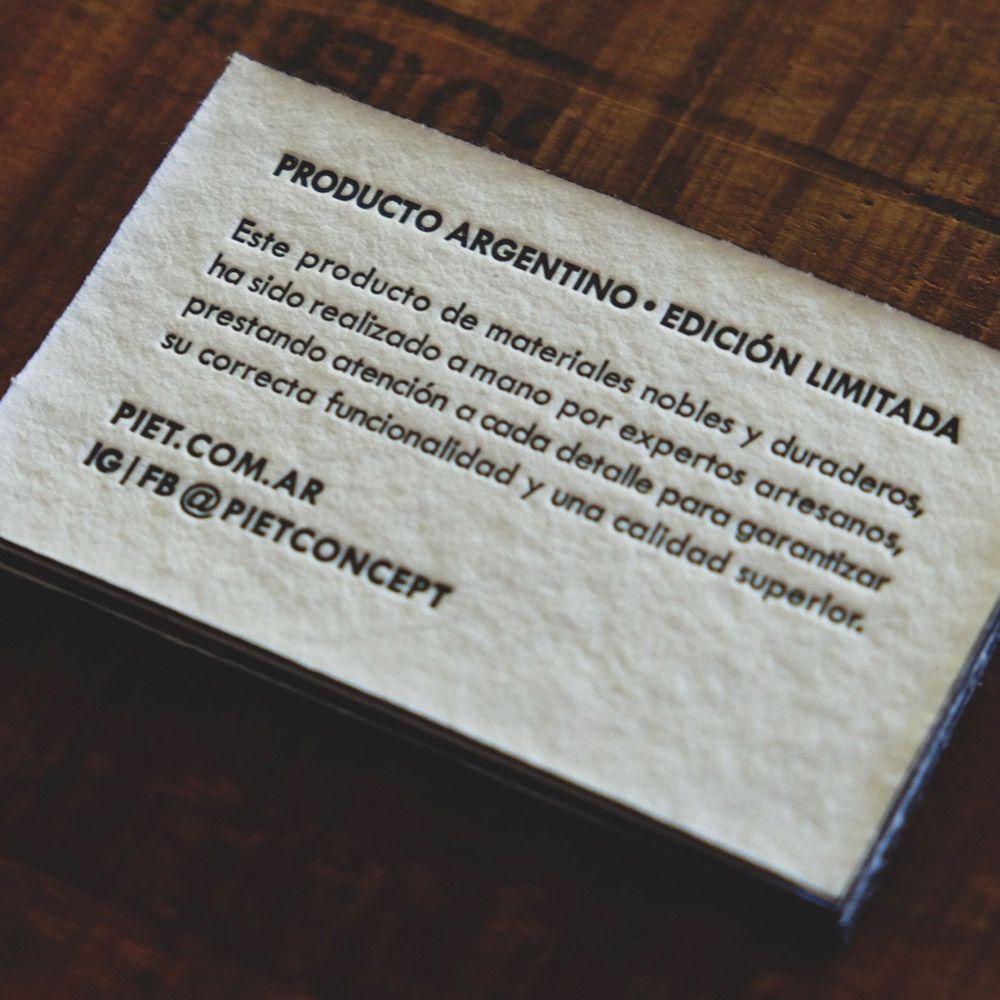 PRODUCTO ARGENTINO • EDICIÓN LIMITADA
Este producto de materiales nobles y duraderos,
ha sido realizado a mano por expertos artesanos,
prestando atención a cada detalle para garantizar
su correcta funcionalidad y una calidad superior.
PIET.COM.AR
IG|FB@PIETCONCEPT